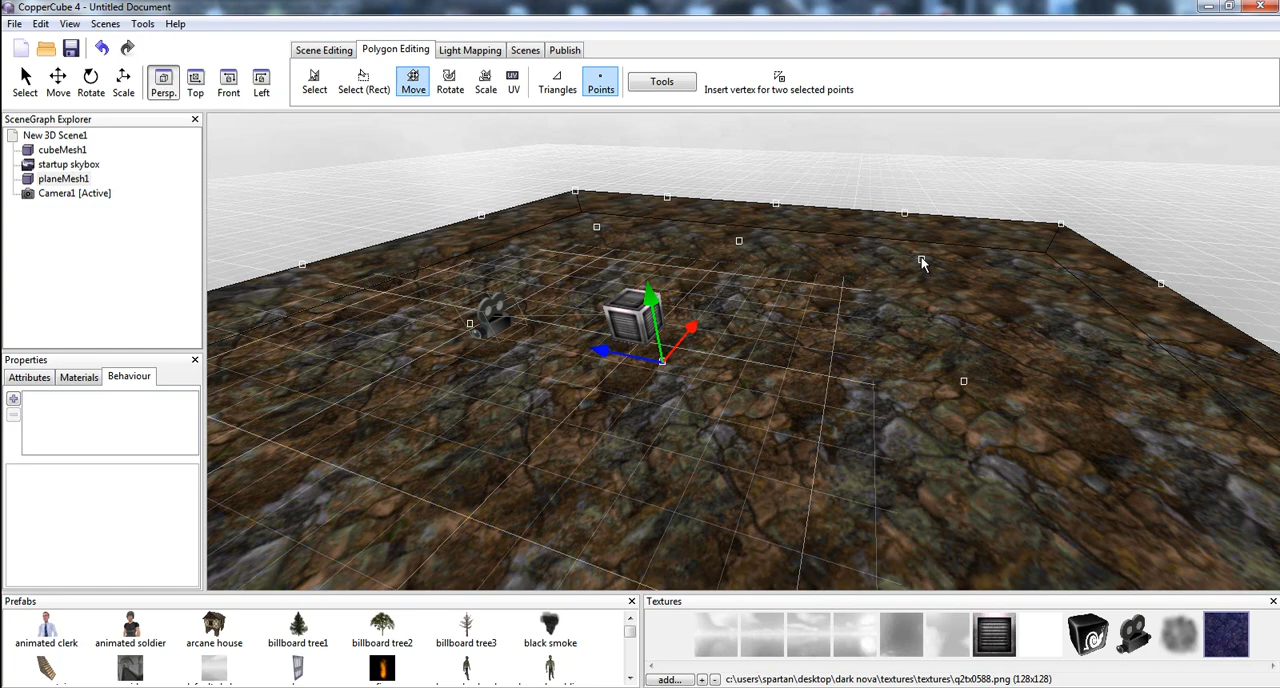 CopperCube 4 - Untitled Document
File Edit View Scenes Tools Help
Scene Editing Polygon Editing Light Mapping Scenes Publish
Select Move Rotate Scale Persp. Top Front Left Select Select (Rect) Move Rotate Scale UV Triangles Points Tools Insert vertex for two selected points
SceneGraph Explorer
New 3D Scene1
cubeMesh1
startup skybox
planeMesh1
Camera1 [Active]
Properties
Attributes Materials Behaviour
Prefabs
animated clerk animated soldier arcane house billboard tree1 billboard tree2 billboard tree3 black smoke
Textures
add... + - c:\users\spartan\desktop\dark nova\textures\textures\q2tx0588.png (128x128)